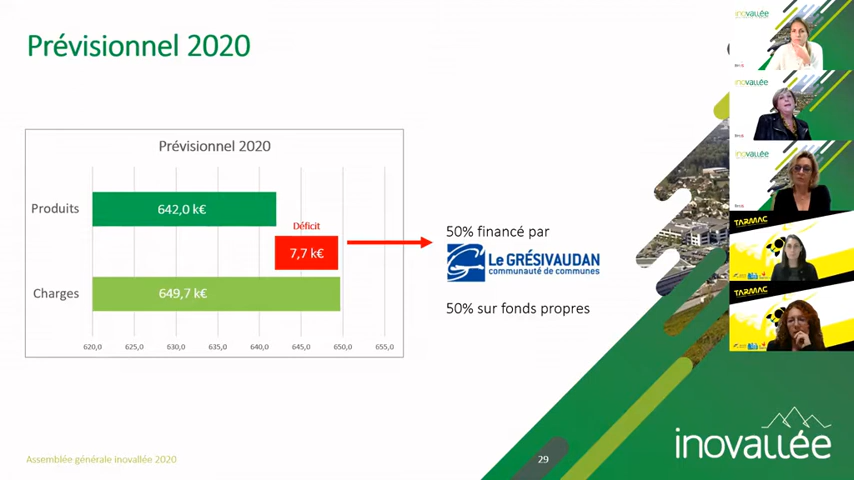 Prévisionnel 2020
Prévisionnel 2020
Produits
642,0 k€
Déficit
7,7 k€
Charges
649,7 k€
620,0 625,0 630,0 635,0 640,0 645,0 650,0 655,0
50% financé par
Le GRÉSIVAUDAN
communauté de communes
50% sur fonds propres
inovallée
inovallée
inovallée
TARMAC
TARMAC
inovallée
Assemblée générale inovallée 2020
29